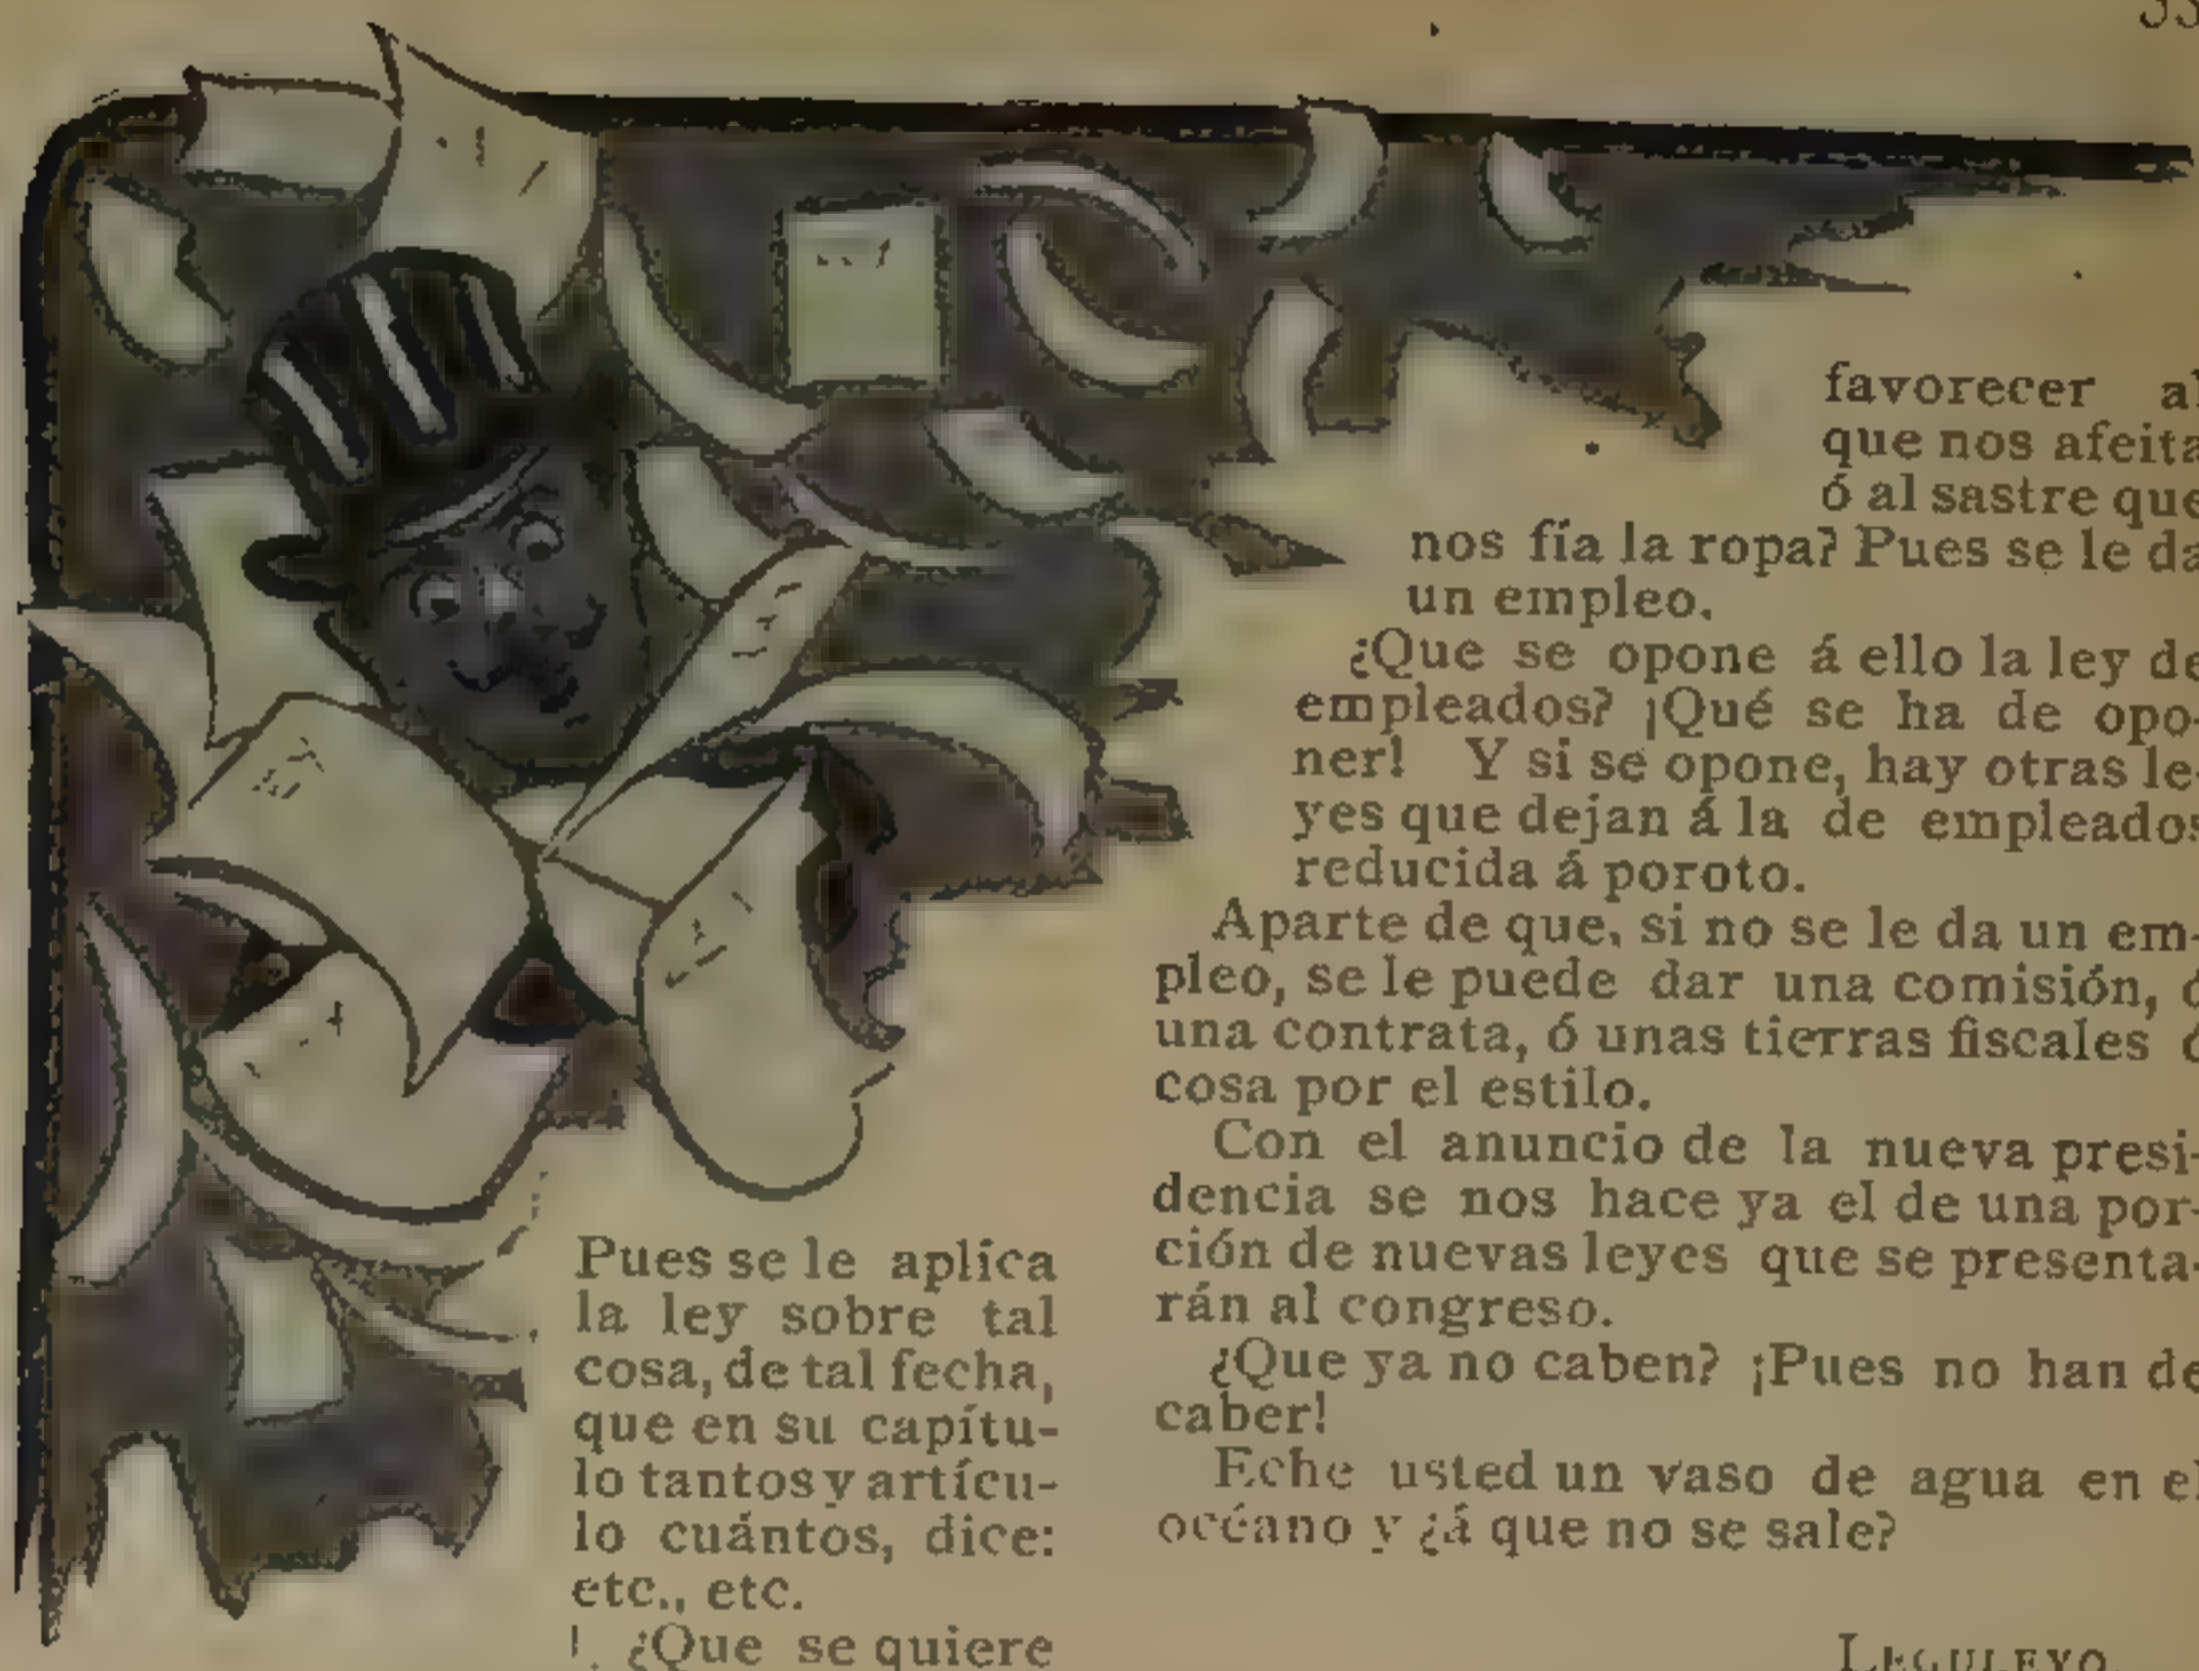 Pues se le aplica
la ley sobre tal
cosa, de tal fecha,
que en su capítu-
lo tantos y artícu-
lo cuántos, dice:
etc., etc.
¿Que se quiere
favorecer al
que nos afeita
ó al sastre que
nos fía la ropa? Pues se le da
un empleo.
¿Que se opone á ello la ley de
empleados? ¡Qué se ha de opo-
ner! Y si se opone, hay otras le-
yes que dejan á la de empleados
reducida á poroto.
Aparte de que, si no se le da un em-
pleo, se le puede dar una comisión, ó
una contrata, ó unas tierras fiscales ó
cosa por el estilo.
Con el anuncio de la nueva presi-
dencia se nos hace ya el de una por-
ción de nuevas leyes que se presenta-
rán al congreso.
¿Que ya no caben? ¡Pues no han de
caber!
Eche usted un vaso de agua en el
océano y ¿á que no se sale?
LEGULEYO